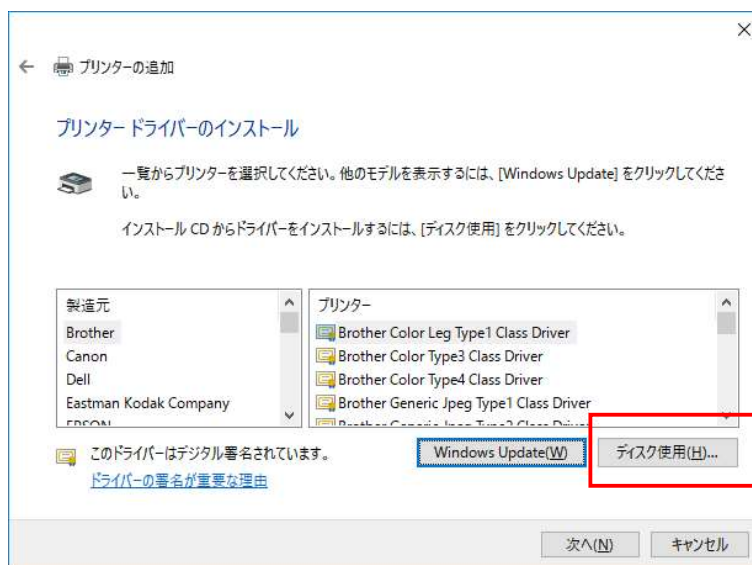 プリンターの追加
プリンター ドライバーのインストール
一覧からプリンターを選択してください。他のモデルを表示するには、[Windows Update] をクリックしてくださ
い。
インストール CD からドライバーをインストールするには、[ディスク使用] をクリックしてください。
製造元
Brother
Canon
Dell
Eastman Kodak Company
EPSON
プリンター
Brother Color Leg Type1 Class Driver
Brother Color Type3 Class Driver
Brother Color Type4 Class Driver
Brother Generic Jpeg Type1 Class Driver
Brother Generic Jpeg Type2 Class Driver
このドライバーはデジタル署名されています。
ドライバーの署名が重要な理由
Windows Update(W)
ディスク使用(H)...
次へ(N)
キャンセル